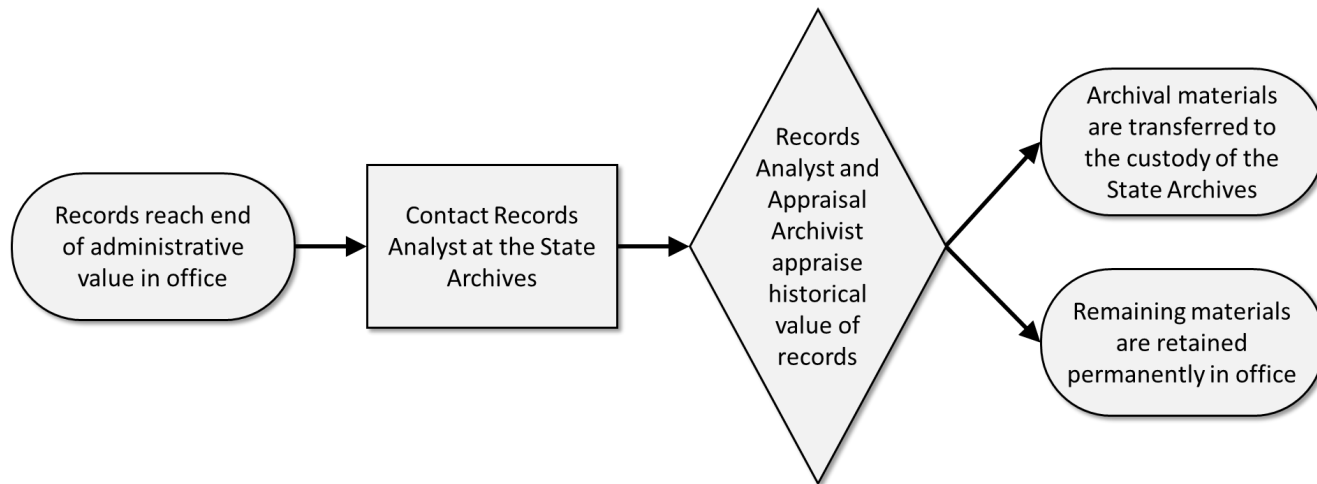 Records reach end
of administrative
value in office
Contact Records
Analyst at the State
Archives
Records
Analyst and
Appraisal
Archivist
appraise
historical
value of
records
Archival materials
are transferred to
the custody of the
State Archives
Remaining materials
are retained
permanently in office